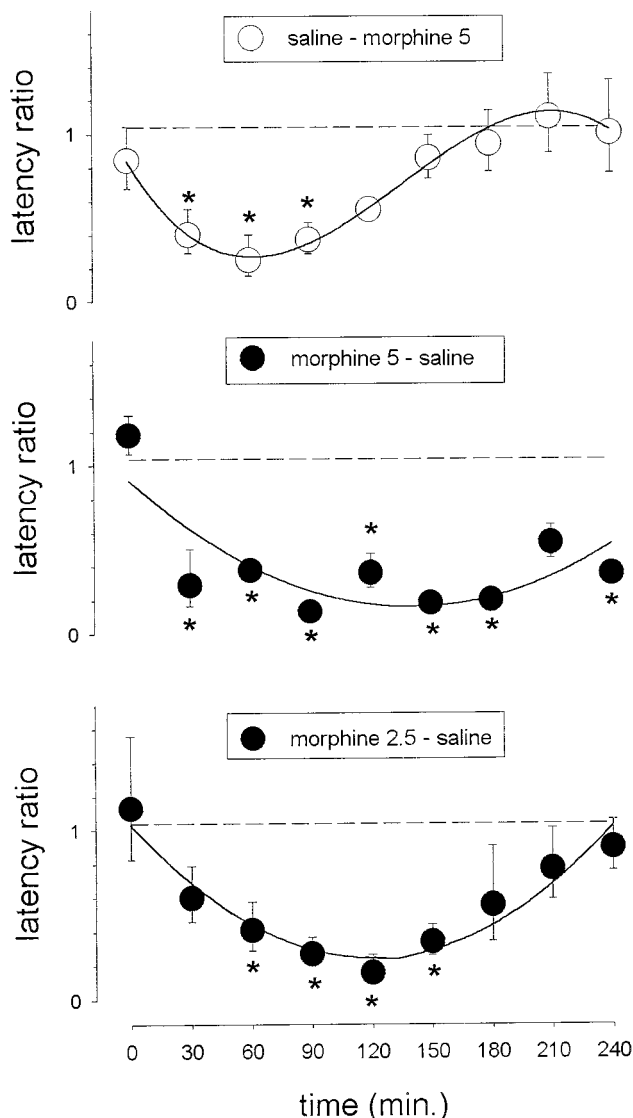 saline - morphine 5
latency ratio
1
* * *
0
morphine 5 - saline
latency ratio
1
*
* * * * * *
0
morphine 2.5 - saline
latency ratio
1
* * * *
0
0 30 60 90 120 150 180 210 240
time (min.)